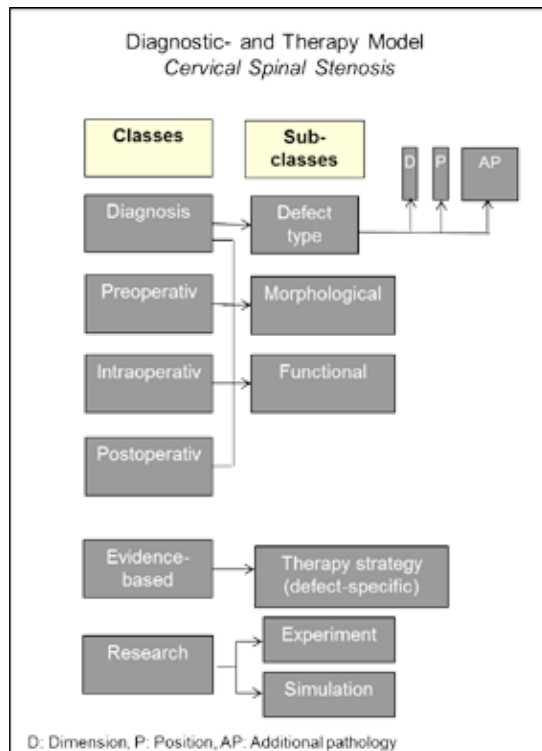 Diagnostic- and Therapy Model
Cervical Spinal Stenosis
Classes
Sub-
classes
D
P
AP
Diagnosis
Defect
type
Preoperativ
Morphological
Intraoperativ
Functional
Postoperativ
Evidence-
based
Therapy strategy
(defect-specific)
Research
Experiment
Simulation
D: Dimension, P: Position, AP: Additional pathology